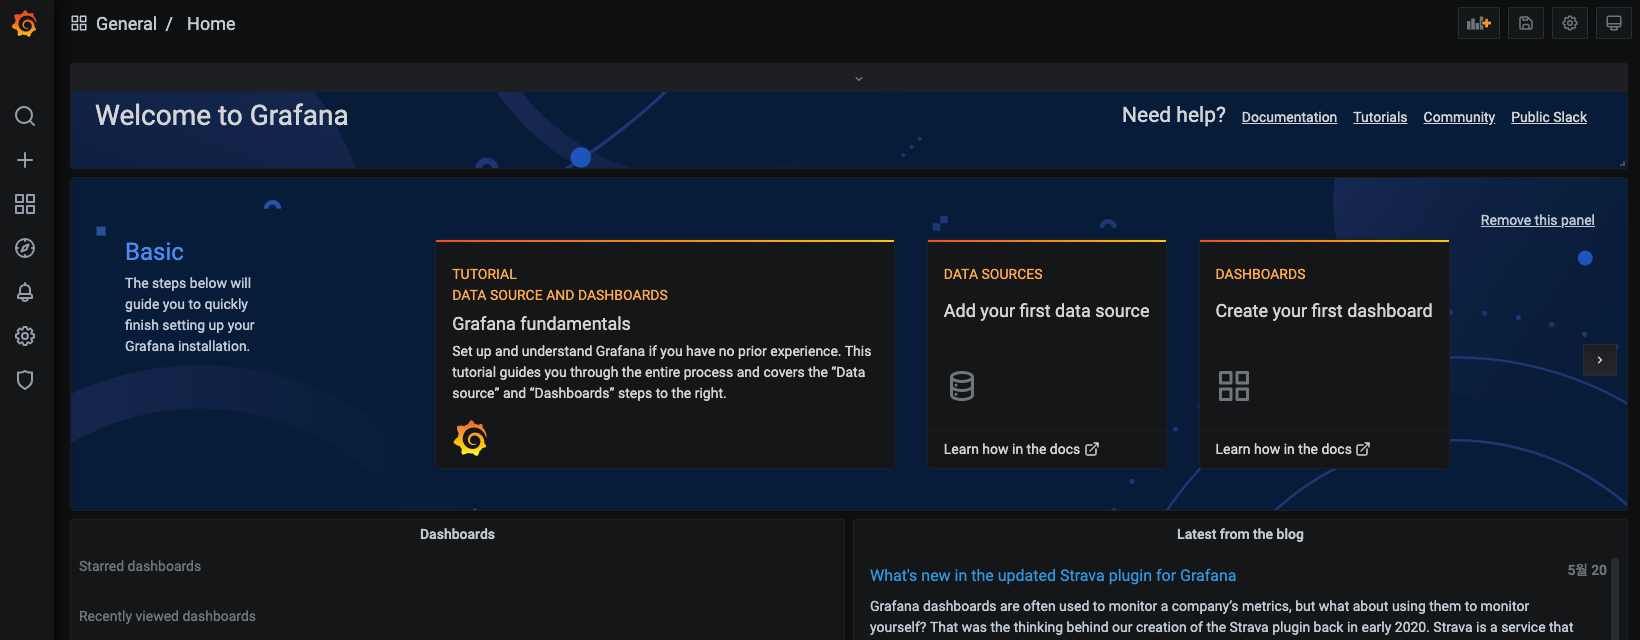 General / Home
Welcome to Grafana
Need help? Documentation Tutorials Community Public Slack
Remove this panel
Basic
The steps below will
guide you to quickly
finish setting up your
Grafana installation.
TUTORIAL
DATA SOURCE AND DASHBOARDS
Grafana fundamentals
Set up and understand Grafana if you have no prior experience. This
tutorial guides you through the entire process and covers the “Data
source” and “Dashboards” steps to the right.
DATA SOURCES
Add your first data source
Learn how in the docs
DASHBOARDS
Create your first dashboard
Learn how in the docs
Dashboards
Starred dashboards
Recently viewed dashboards
Latest from the blog
What's new in the updated Strava plugin for Grafana
5월 20
Grafana dashboards are often used to monitor a company’s metrics, but what about using them to monitor
yourself? That was the thinking behind our creation of the Strava plugin back in early 2020. Strava is a service that